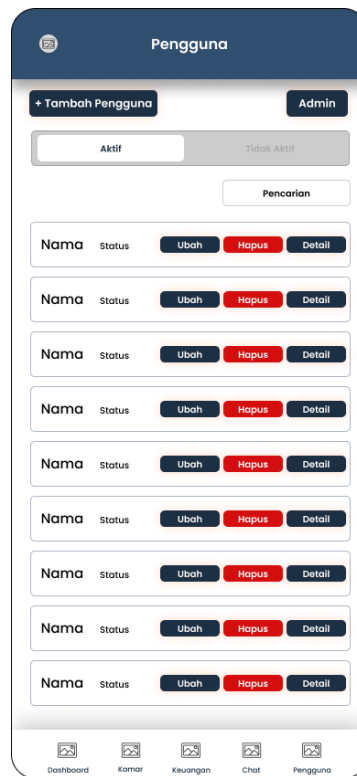 Pengguna
+ Tambah Pengguna Admin
Aktif Tidak Aktif
Pencarian
Nama Status Ubah Hapus Detail
Nama Status Ubah Hapus Detail
Nama Status Ubah Hapus Detail
Nama Status Ubah Hapus Detail
Nama Status Ubah Hapus Detail
Nama Status Ubah Hapus Detail
Nama Status Ubah Hapus Detail
Nama Status Ubah Hapus Detail
Nama Status Ubah Hapus Detail
Dashboard Kamar Keuangan Chat Pengguna